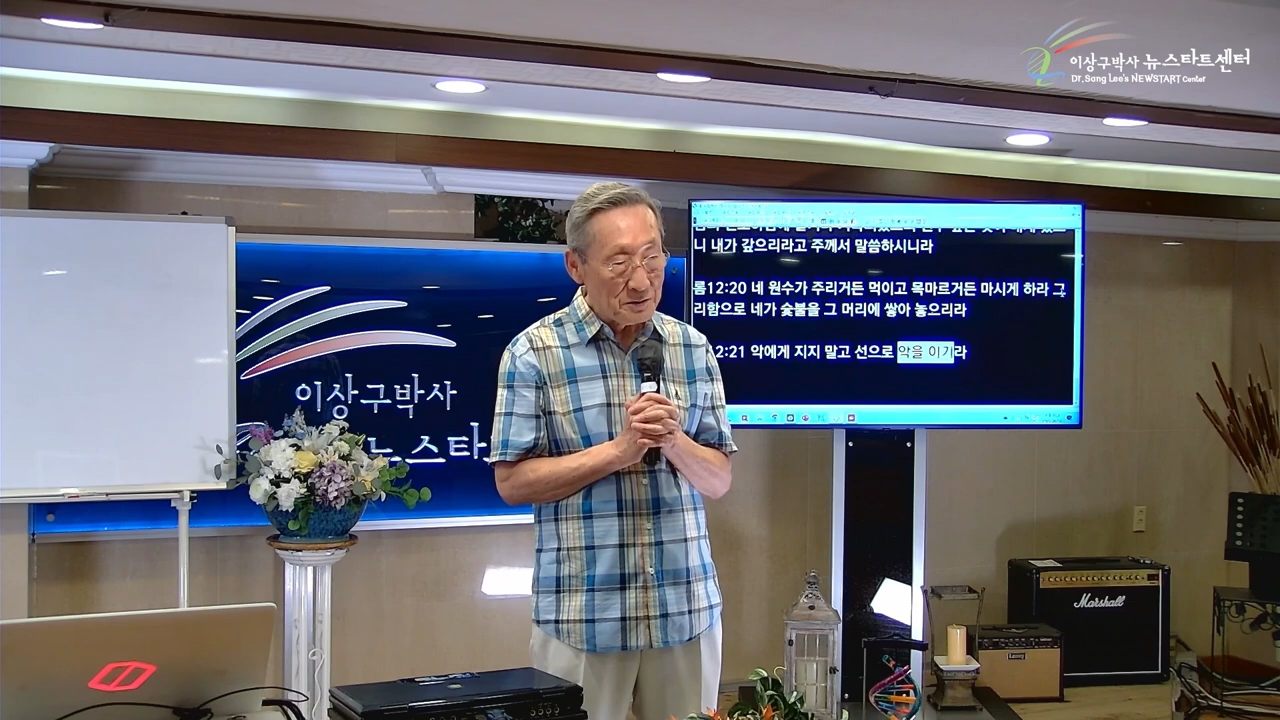 이상구박사 뉴스타트센터
Dr. Sang Lee's NEWSTART Center
니 내가 갚으리라고 주께서 말씀하시니라
롬12:20 네 원수가 주리거든 먹이고 목마르거든 마시게 하라 그
리함으로 네가 숯불을 그 머리에 쌓아 놓으리라
2:21 악에게 지지 말고 선으로 악을 이기라
이상구박사
뉴스타
Marshall
Laney